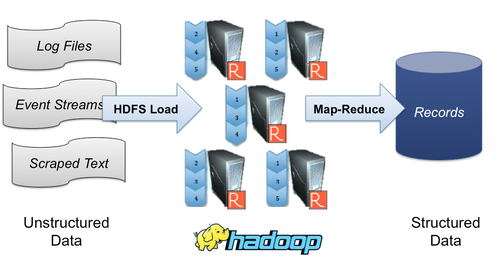 Log Files
Event Streams
Scraped Text
Unstructured
Data
HDFS Load
2
4
5
R
1
2
5
R
1
3
4
R
2
3
4
R
1
3
5
R
hadoop
Map-Reduce
Records
Structured
Data